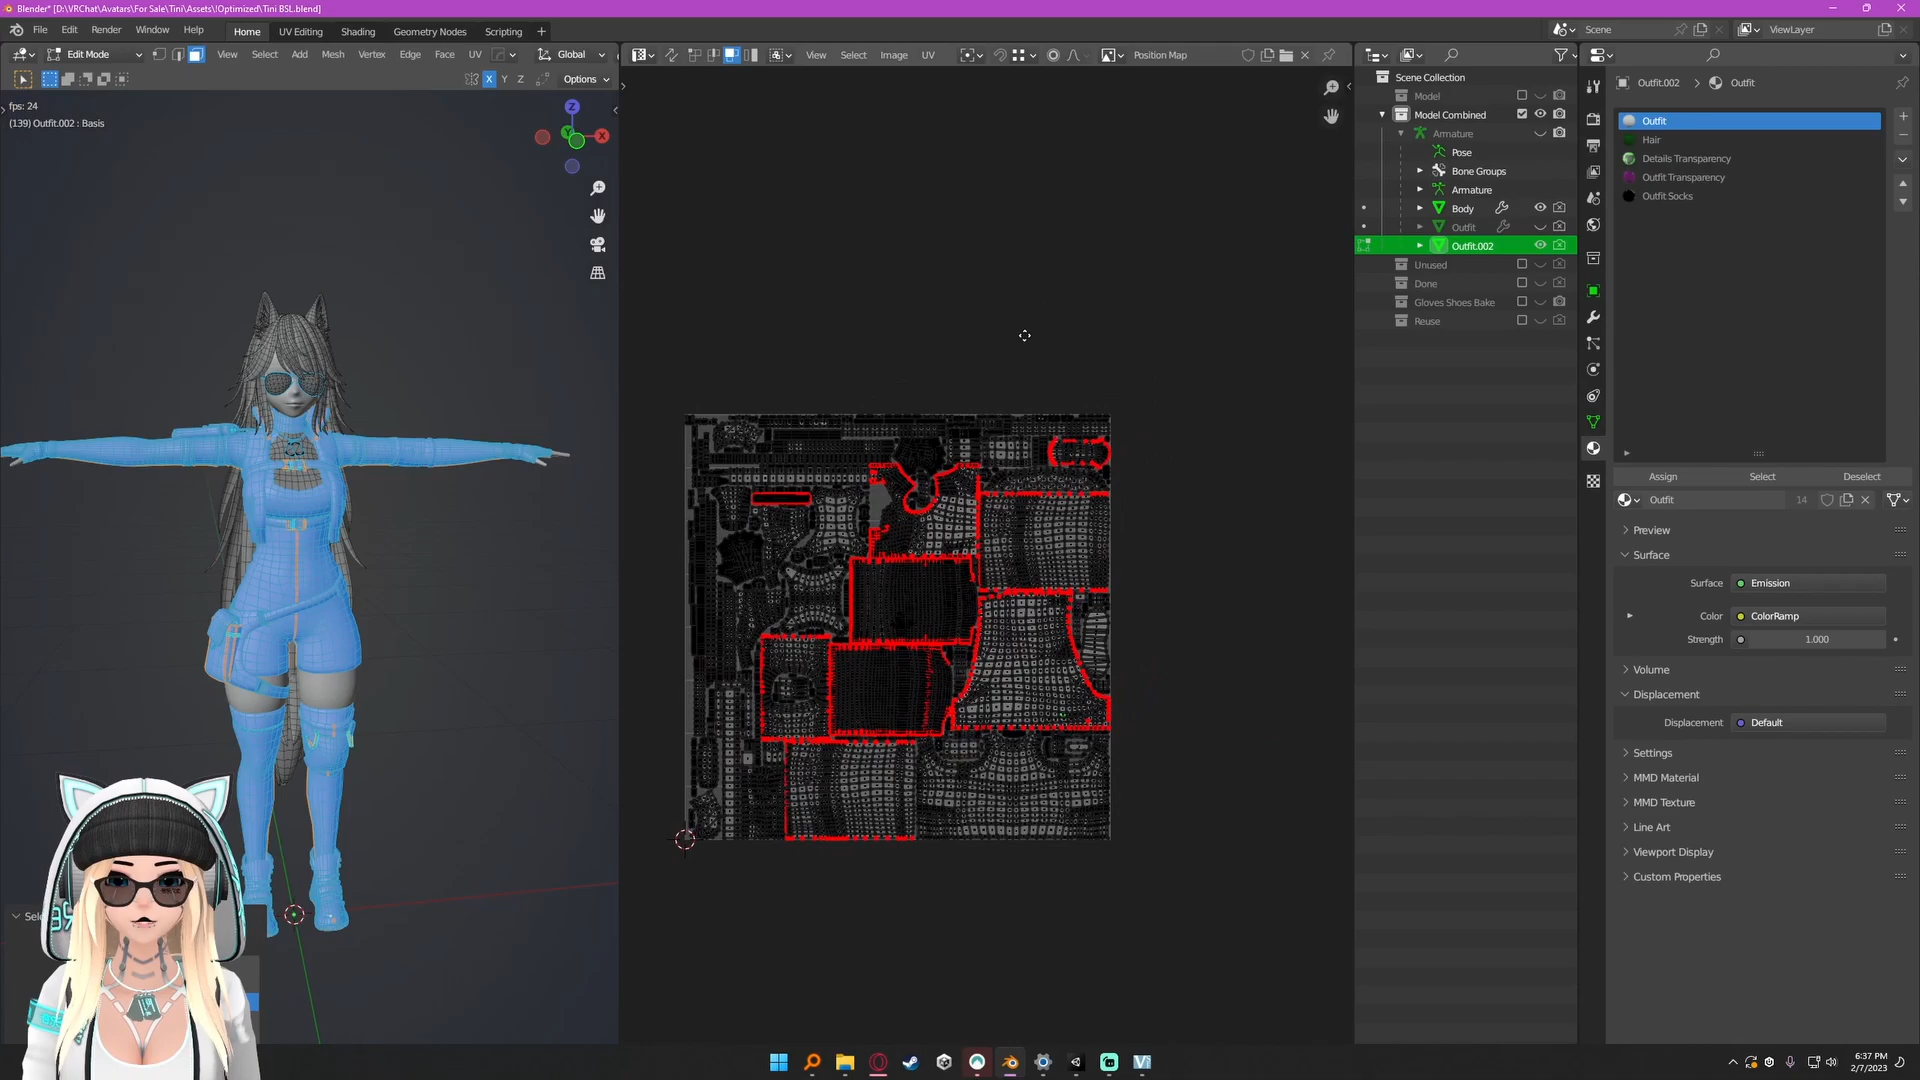 Blender* [D:\VRChat\Avatars\For Sale\Tini\Assets\!Optimized\Tini BSL.blend]
File Edit Render Window Help Home UV Editing Shading Geometry Nodes Scripting + Scene ViewLayer
Edit Mode View Select Add Mesh Vertex Edge Face UV Global View Select Image UV Position Map
X Y Z Options
fps: 24
(139) Outfit.002 : Basis
Z
X
Y
Scene Collection
Model
Model Combined
Armature
Pose
Bone Groups
Armature
Body
Outfit
Outfit.002
Unused
Done
Gloves Shoes Bake
Reuse
Outfit.002 > Outfit
Outfit
Hair
Details Transparency
Outfit Transparency
Outfit Socks
Assign Select Deselect
Outfit 14
Preview
Surface
Surface Emission
Color ColorRamp
Strength 1.000
Volume
Displacement
Displacement Default
Settings
MMD Material
MMD Texture
Line Art
Viewport Display
Custom Properties
6:37 PM
2/7/2023